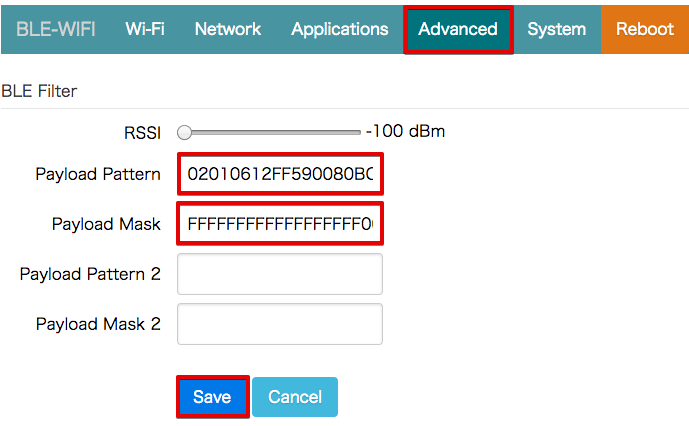 BLE-WIFI Wi-Fi Network Applications Advanced System Reboot
BLE Filter
RSSI -100 dBm
Payload Pattern 02010612FF590080BC
Payload Mask FFFFFFFFFFFFFFFFFF0
Payload Pattern 2
Payload Mask 2
Save Cancel